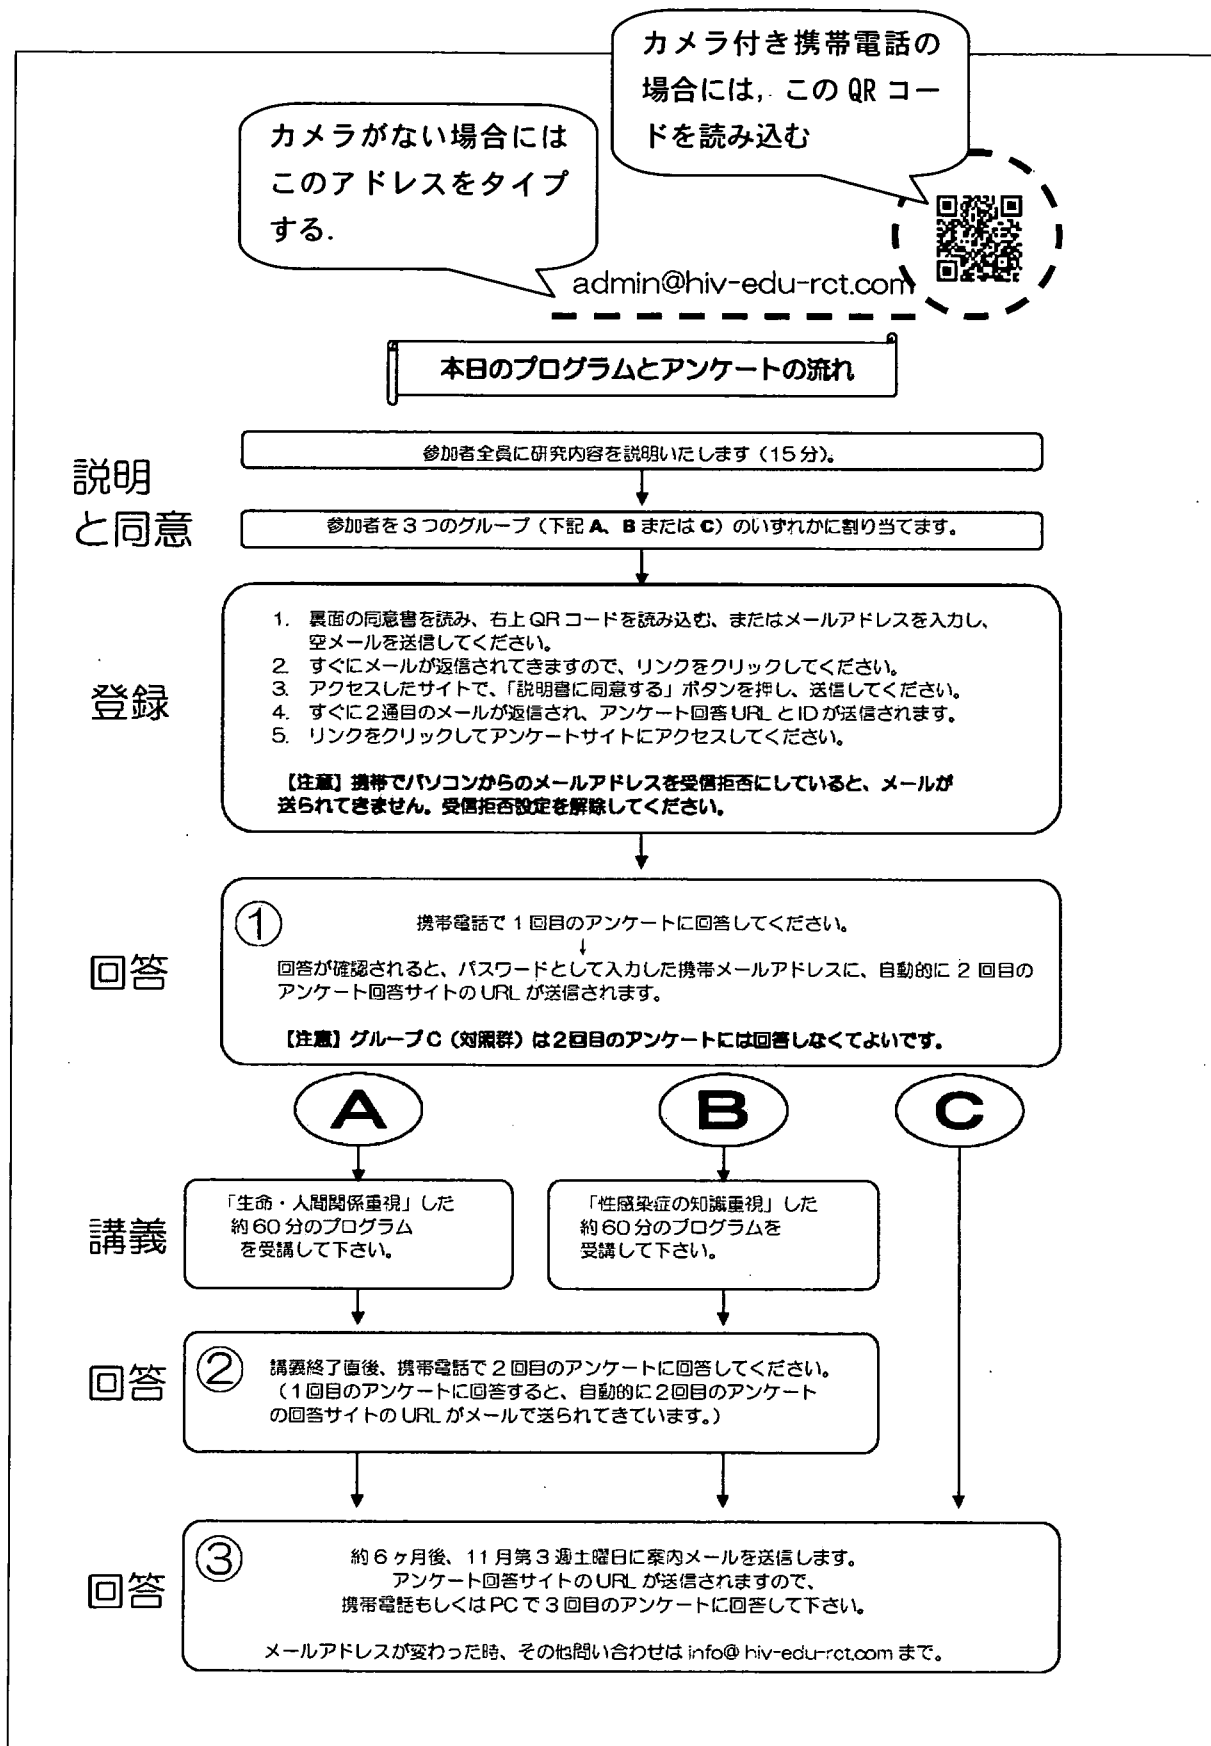 カメラ付き携帯電話の
場合には, この QR コー
ドを読み込む
カメラがない場合には
このアドレスをタイプ
する.
admin@hiv-edu-rct.com
本日のプログラムとアンケートの流れ
説明
と同意
参加者全員に研究内容を説明いたします（15分）。
参加者を３つのグループ（下記 A、B または C）のいずれかに割り当てます。
登録
1. 裏面の同意書を読み、右上 QR コードを読み込む、またはメールアドレスを入力し、
空メールを送信してください。
2. すぐにメールが返信されてきますので、リンクをクリックしてください。
3. アクセスしたサイトで、「説明書に同意する」ボタンを押し、送信してください。
4. すぐに２通目のメールが返信され、アンケート回答 URL と ID が送信されます。
5. リンクをクリックしてアンケートサイトにアクセスしてください。
【注意】携帯でパソコンからのメールアドレスを受信拒否にしていると、メールが
送られてきません。受信拒否設定を解除してください。
回答
①
携帯電話で 1 回目のアンケートに回答してください。
↓
回答が確認されると、パスワードとして入力した携帯メールアドレスに、自動的に 2 回目の
アンケート回答サイトの URL が送信されます。
【注意】グループ C（対照群）は２回目のアンケートには回答しなくてよいです。
A
B
C
講義
「生命・人間関係重視」した
約 60 分のプログラム
を受講して下さい。
「性感染症の知識重視」した
約 60 分のプログラムを
受講して下さい。
回答
②
講義終了直後、携帯電話で 2 回目のアンケートに回答してください。
（１回目のアンケートに回答すると、自動的に２回目のアンケート
の回答サイトの URL がメールで送られてきています。）
回答
③
約 6 ヶ月後、11 月第 3 週土曜日に案内メールを送信します。
アンケート回答サイトの URL が送信されますので、
携帯電話もしくは PC で 3 回目のアンケートに回答して下さい。
メールアドレスが変わった時、その他問い合わせは info@ hiv-edu-rct.com まで。